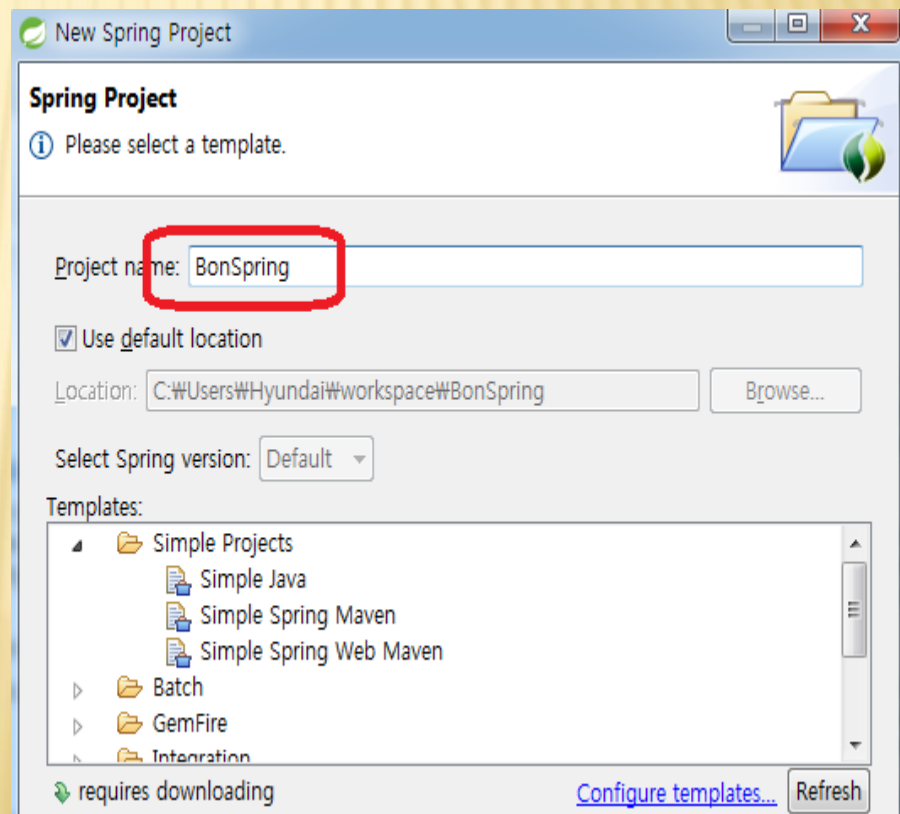 New Spring Project
Spring Project
Please select a template.
Project name: BonSpring
Use default location
Location: C:₩Users₩Hyundai₩workspace₩BonSpring Browse...
Select Spring version: Default
Templates:
Simple Projects
Simple Java
Simple Spring Maven
Simple Spring Web Maven
Batch
GemFire
Integration
requires downloading Configure templates... Refresh